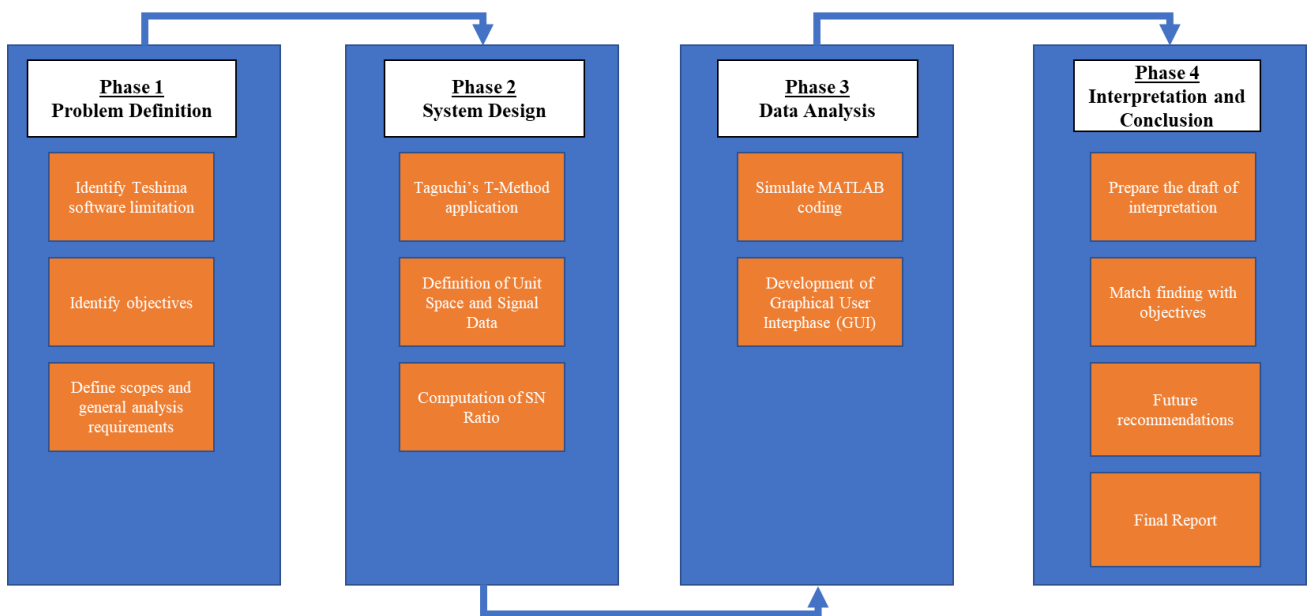 Phase 1
Problem Definition
Identify Teshima
software limitation
Identify objectives
Define scopes and
general analysis
requirements
Phase 2
System Design
Taguchi’s T-Method
application
Definition of Unit
Space and Signal
Data
Computation of SN
Ratio
Phase 3
Data Analysis
Simulate MATLAB
coding
Development of
Graphical User
Interphase (GUI)
Phase 4
Interpretation and
Conclusion
Prepare the draft of
interpretation
Match finding with
objectives
Future
recommendations
Final Report